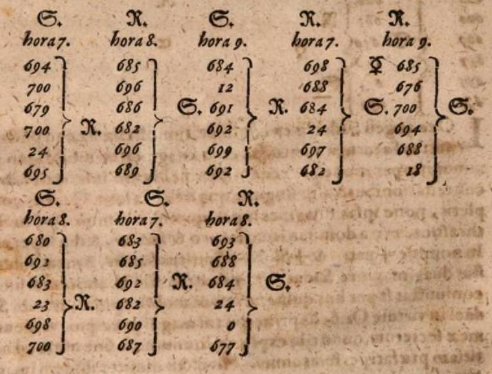 S. R. S. R. R.
hora 7. hora 8. hora 9. hora 7. hora 9.
694 685 684 698 ☿ 685
700 696 12 688 676
679 686 S. 691 R. 684 S. 700 S.
700 R. 682 692 24 694
24 696 699 697 688
695 689 692 682 18
S. S. R.
hora 8. hora 7. hora 8.
680 683 693
692 685 688
683 692 R. 684 S.
23 R. 682 24
698 690 0
700 687 677